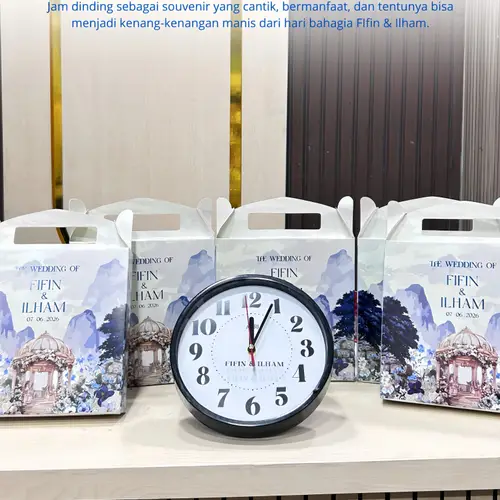 Jam dinding sebagai souvenir yang cantik, bermanfaat, dan tentunya bisa
menjadi kenang-kenangan manis dari hari bahagia FIfin & Ilham.
THE WEDDING OF
FIFIN
&
ILHAM
07. 06. 2026
THE WEDDING OF
FIFIN
&
ILHAM
07. 06. 2026
THE WEDDING OF
FIFIN
&
THE WEDDING OF
FIFIN
&
ILHAM
07. 06. 2026
12
1
2
3
4
5
6
7
8
9
10
11
FIFIN & ILHAM